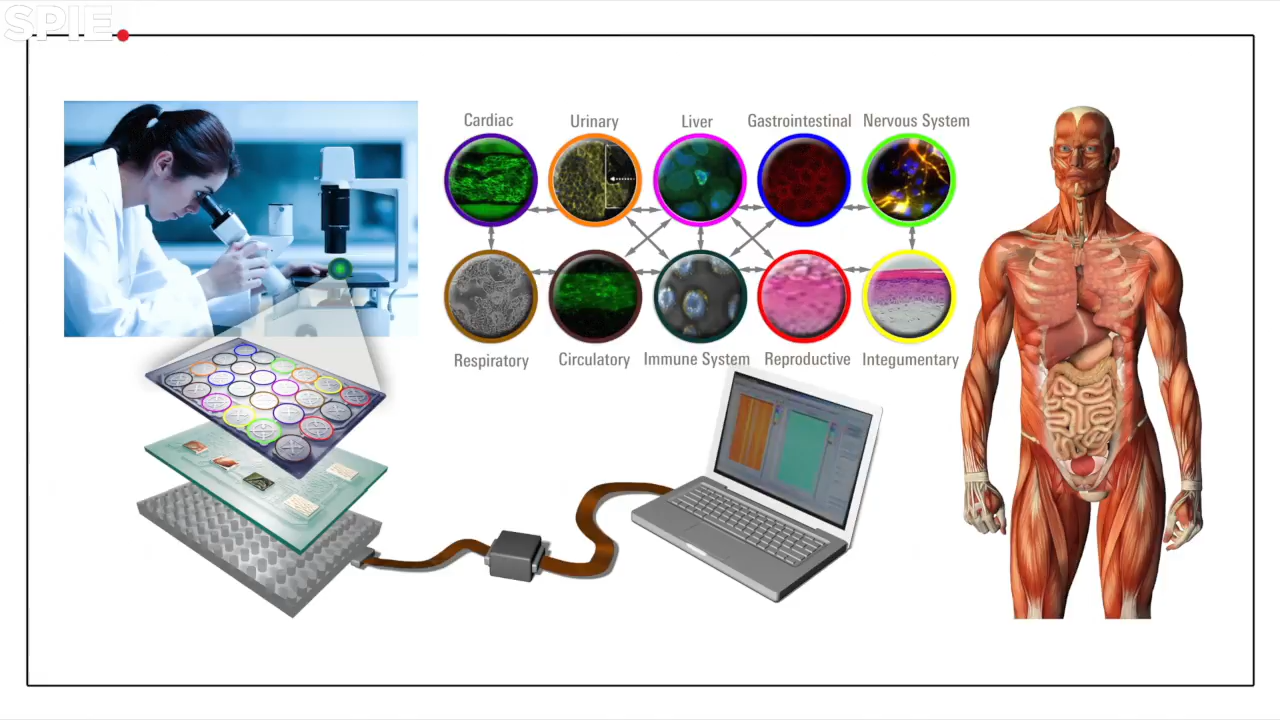 SPIE.
Cardiac
Urinary
Liver
Gastrointestinal
Nervous System
Respiratory
Circulatory
Immune System
Reproductive
Integumentary